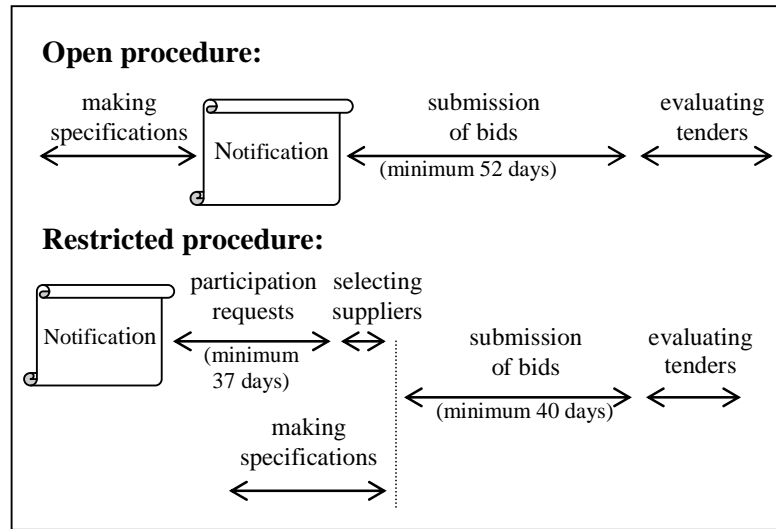 Open procedure:
making
specifications
Notification
submission
of bids
(minimum 52 days)
evaluating
tenders
Restricted procedure:
Notification
participation
requests
(minimum
37 days)
selecting
suppliers
submission
of bids
(minimum 40 days)
evaluating
tenders
making
specifications